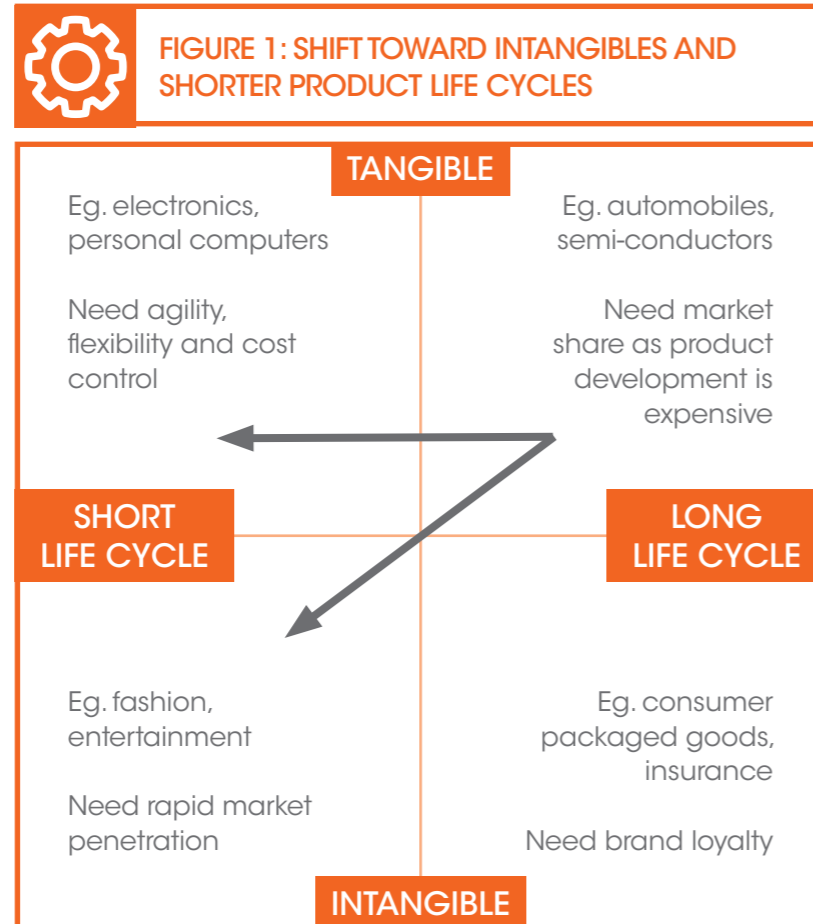 FIGURE 1: SHIFT TOWARD INTANGIBLES AND
SHORTER PRODUCT LIFE CYCLES
TANGIBLE
Eg. electronics,
personal computers
Need agility,
flexibility and cost
control
Eg. automobiles,
semi-conductors
Need market
share as product
development is
expensive
SHORT
LIFE CYCLE
LONG
LIFE CYCLE
Eg. fashion,
entertainment
Need rapid market
penetration
Eg. consumer
packaged goods,
insurance
Need brand loyalty
INTANGIBLE